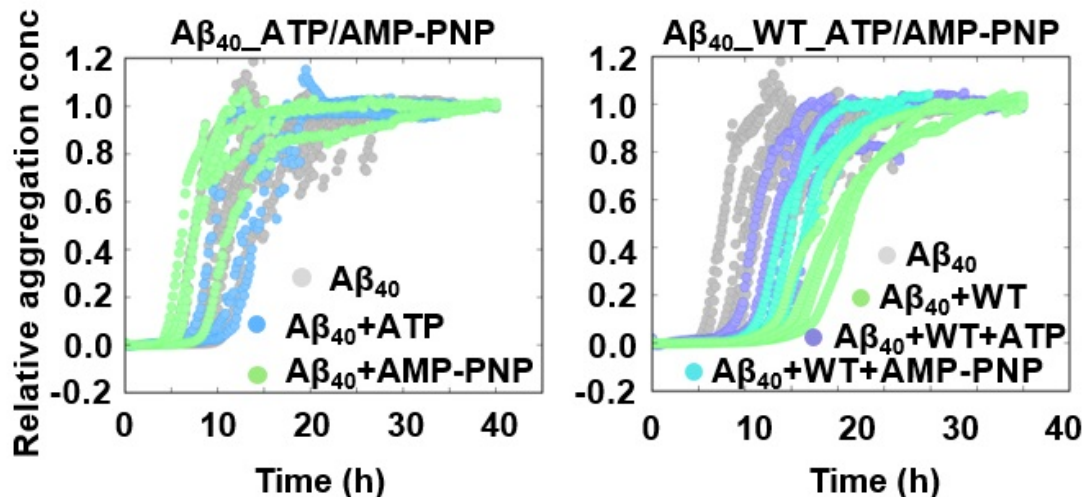 Aβ40_ATP/AMP-PNP
Relative aggregation conc
1.2
1.0
0.8
0.6
0.4
0.2
0.0
-0.2
Aβ40
Aβ40+ATP
Aβ40+AMP-PNP
0 10 20 30 40
Time (h)
Aβ40_WT_ATP/AMP-PNP
1.2
1.0
0.8
0.6
0.4
0.2
0.0
-0.2
Aβ40
Aβ40+WT
Aβ40+WT+ATP
Aβ40+WT+AMP-PNP
0 10 20 30 40
Time (h)